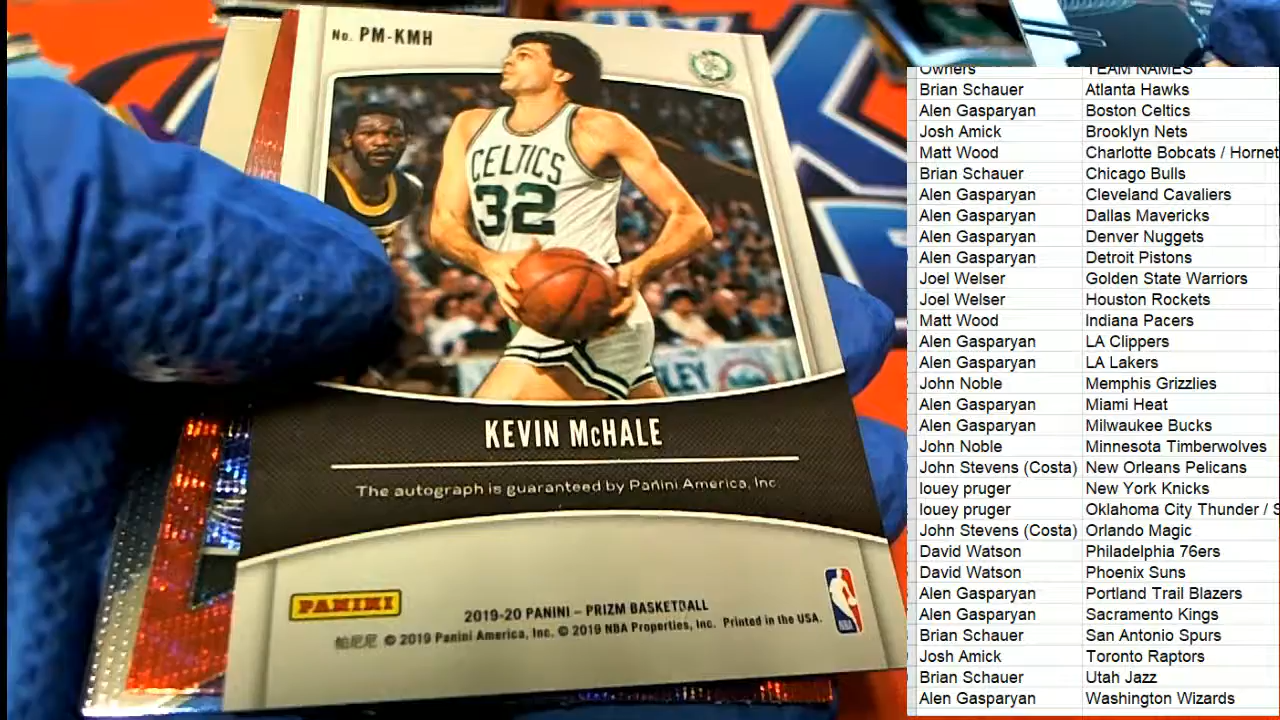 No. PM-KMH
CELTICS
32
KEVIN McHALE
The autograph is guaranteed by Panini America, Inc.
PANINI
2019-20 PANINI – PRIZM BASKETBALL
帕尼尼 © 2019 Panini America, Inc. © 2019 NBA Properties, Inc. Printed in the USA.
NBA
Owners TEAM NAMES
Brian Schauer Atlanta Hawks
Alen Gasparyan Boston Celtics
Josh Amick Brooklyn Nets
Matt Wood Charlotte Bobcats / Hornet
Brian Schauer Chicago Bulls
Alen Gasparyan Cleveland Cavaliers
Alen Gasparyan Dallas Mavericks
Alen Gasparyan Denver Nuggets
Alen Gasparyan Detroit Pistons
Joel Welser Golden State Warriors
Joel Welser Houston Rockets
Matt Wood Indiana Pacers
Alen Gasparyan LA Clippers
Alen Gasparyan LA Lakers
John Noble Memphis Grizzlies
Alen Gasparyan Miami Heat
Alen Gasparyan Milwaukee Bucks
John Noble Minnesota Timberwolves
John Stevens (Costa) New Orleans Pelicans
louey pruger New York Knicks
louey pruger Oklahoma City Thunder / S
John Stevens (Costa) Orlando Magic
David Watson Philadelphia 76ers
David Watson Phoenix Suns
Alen Gasparyan Portland Trail Blazers
Alen Gasparyan Sacramento Kings
Brian Schauer San Antonio Spurs
Josh Amick Toronto Raptors
Brian Schauer Utah Jazz
Alen Gasparyan Washington Wizards